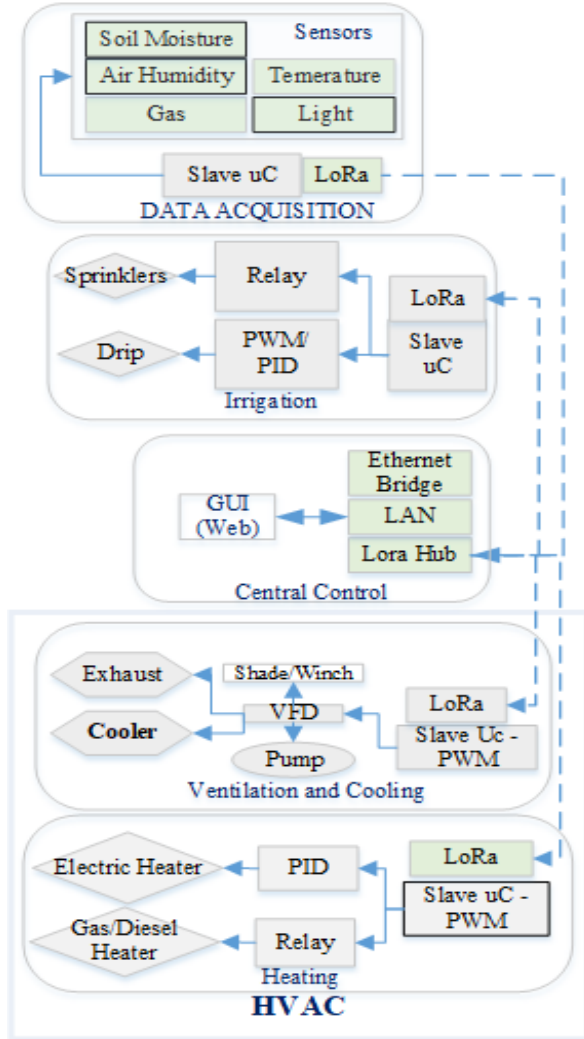 Sensors
Soil Moisture
Air Humidity
Temerature
Gas
Light
Slave uC
LoRa
DATA ACQUISITION
Sprinklers
Relay
LoRa
Drip
PWM/
PID
Slave
uC
Irrigation
Ethernet
Bridge
GUI
(Web)
LAN
Lora Hub
Central Control
Exhaust
Shade/Winch
LoRa
Cooler
VFD
Slave Uc -
PWM
Pump
Ventilation and Cooling
Electric Heater
PID
LoRa
Slave uC -
PWM
Gas/Diesel
Heater
Relay
Heating
HVAC